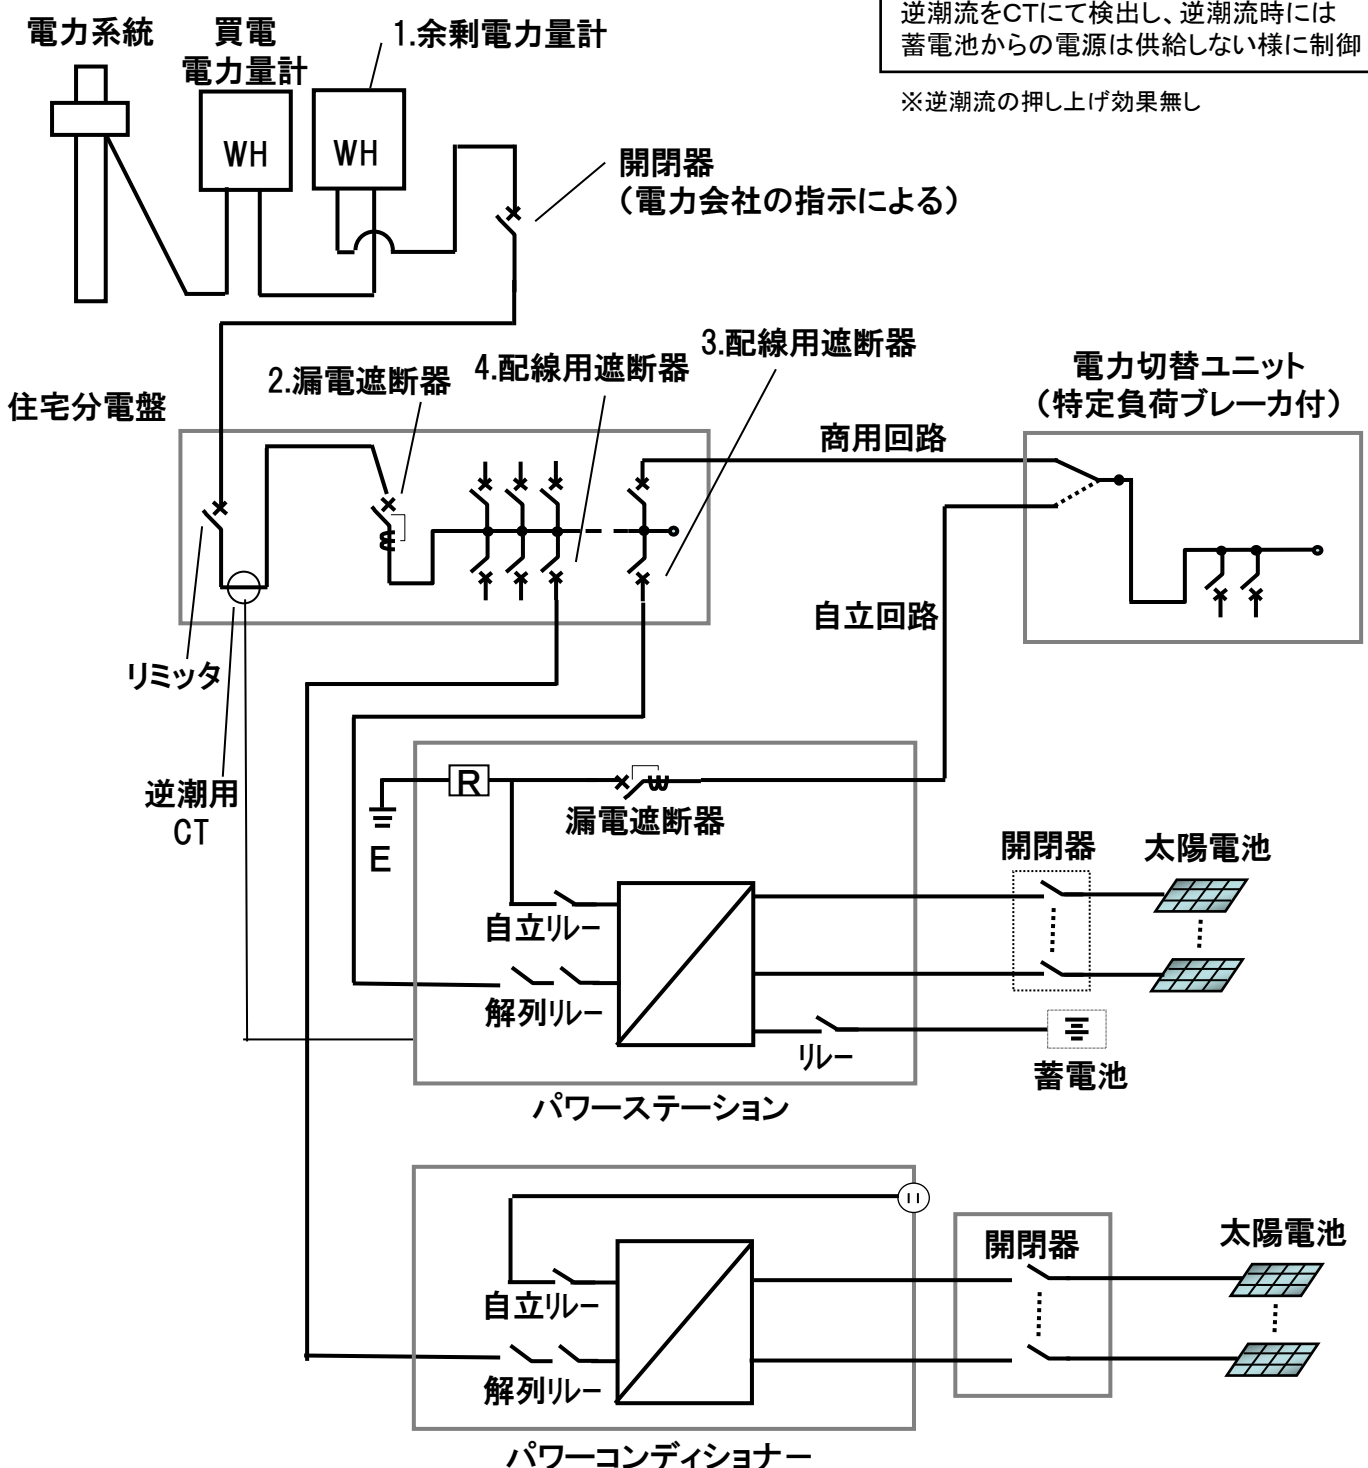 逆潮流をCTにて検出し、逆潮流時には
蓄電池からの電源は供給しない様に制御
※逆潮流の押し上げ効果無し
電力系統
買電
電力量計
1.余剰電力量計
WH
WH
開閉器
（電力会社の指示による）
住宅分電盤
2.漏電遮断器
4.配線用遮断器
3.配線用遮断器
電力切替ユニット
（特定負荷ブレーカ付）
商用回路
自立回路
リミッタ
逆潮用
CT
R
E
漏電遮断器
自立リレー
解列リレー
リレー
開閉器
太陽電池
蓄電池
パワーステーション
自立リレー
解列リレー
開閉器
太陽電池
パワーコンディショナー